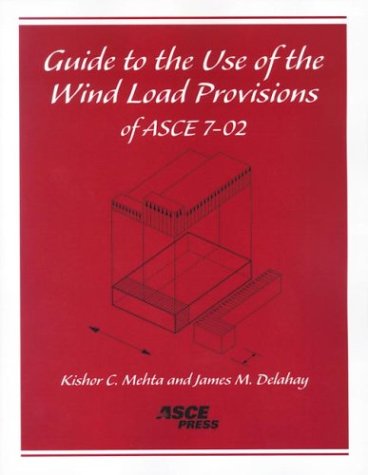 Guide to the Use of the
Wind Load Provisions
of ASCE 7-02
Kishor C. Mehta and James M. Delahay
ASCE
PRESS